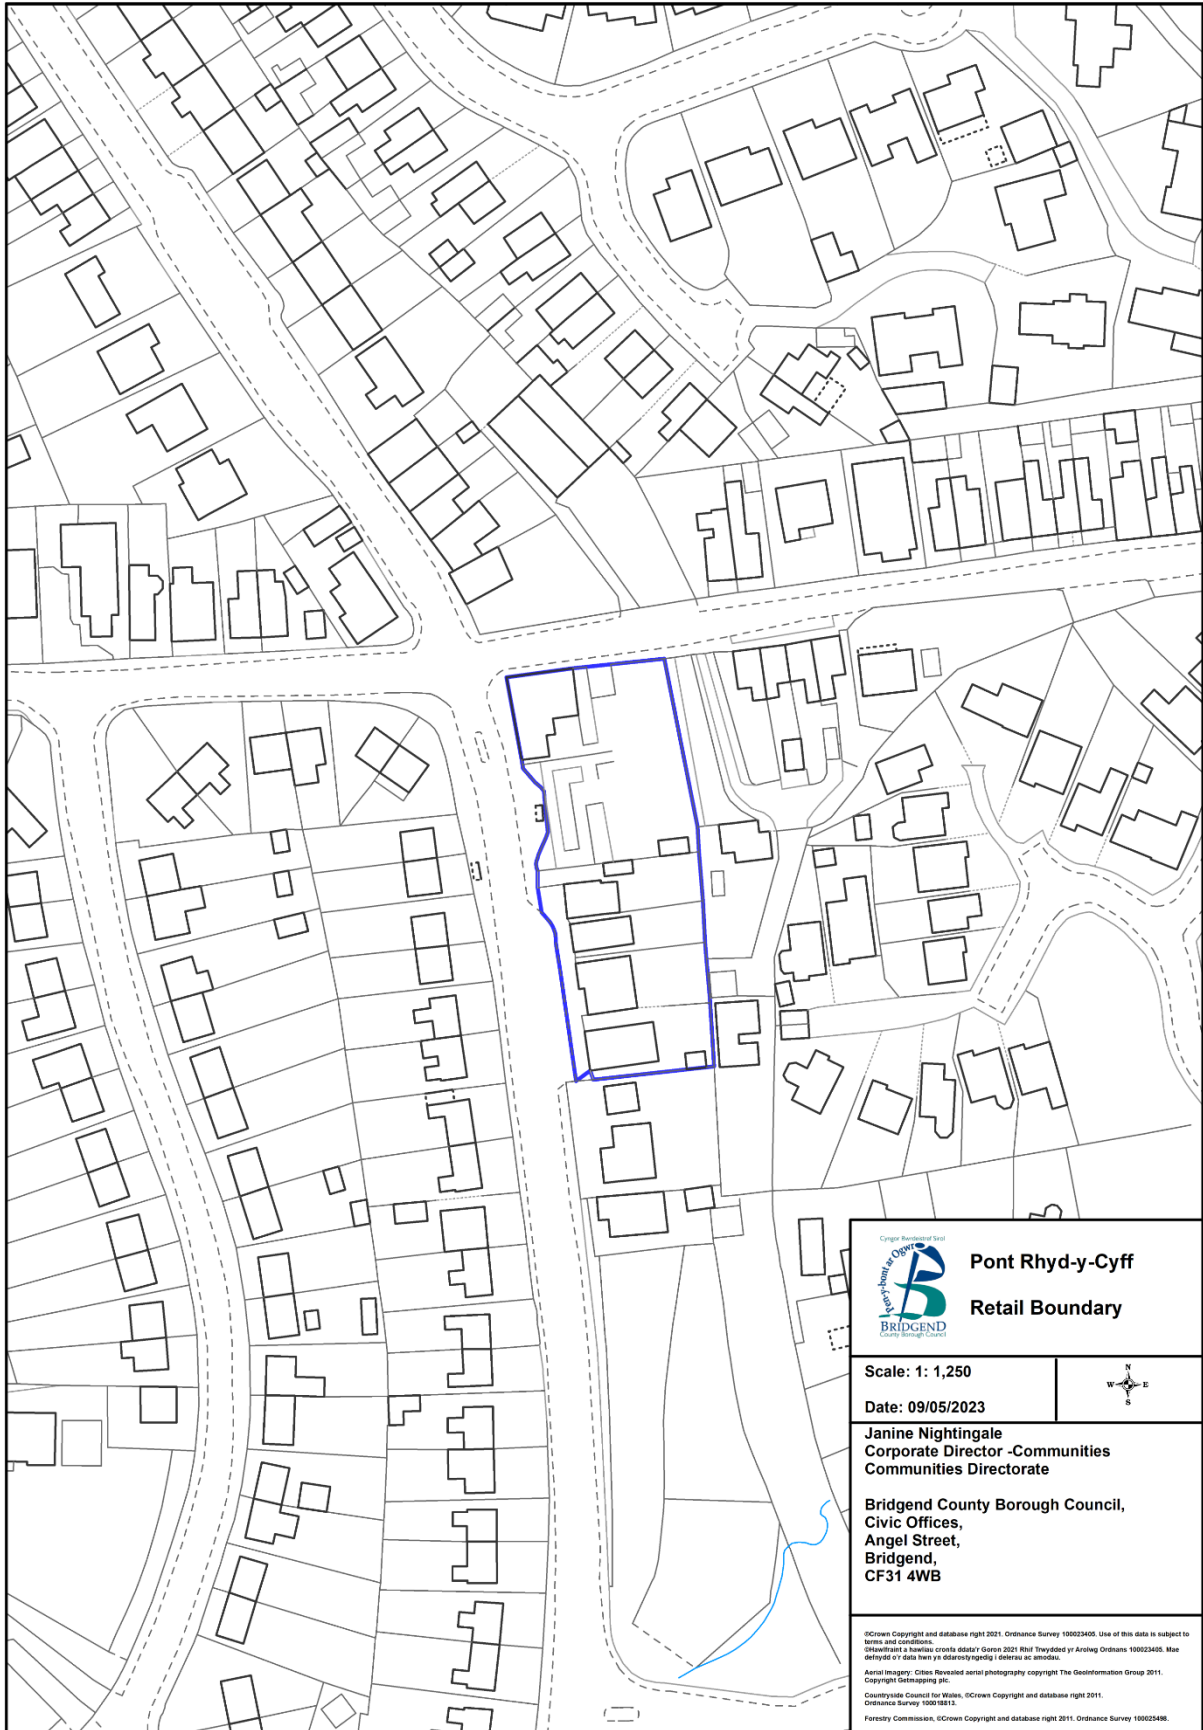 Cyngor Bwrdeistref Sirol
Pen-y-bont ar Ogwr
BRIDGEND
County Borough Council
Pont Rhyd-y-Cyff
Retail Boundary
Scale: 1: 1,250
Date: 09/05/2023
N
W E
S
Janine Nightingale
Corporate Director -Communities
Communities Directorate
Bridgend County Borough Council,
Civic Offices,
Angel Street,
Bridgend,
CF31 4WB
©Crown Copyright and database right 2021. Ordnance Survey 100023405. Use of this data is subject to
terms and conditions.
©Hawlfraint a hawliau cronfa ddata'r Goron 2021 Rhif Trwydded yr Arolwg Ordnans 100023405. Mae
defnydd o'r data hwn yn ddarostyngedig i delerau ac amodau.
Aerial Imagery: Cities Revealed aerial photography copyright The GeoInformation Group 2011.
Copyright Getmapping plc.
Countryside Council for Wales, ©Crown Copyright and database right 2011.
Ordnance Survey 100018813.
Forestry Commission, ©Crown Copyright and database right 2011. Ordnance Survey 100025498.